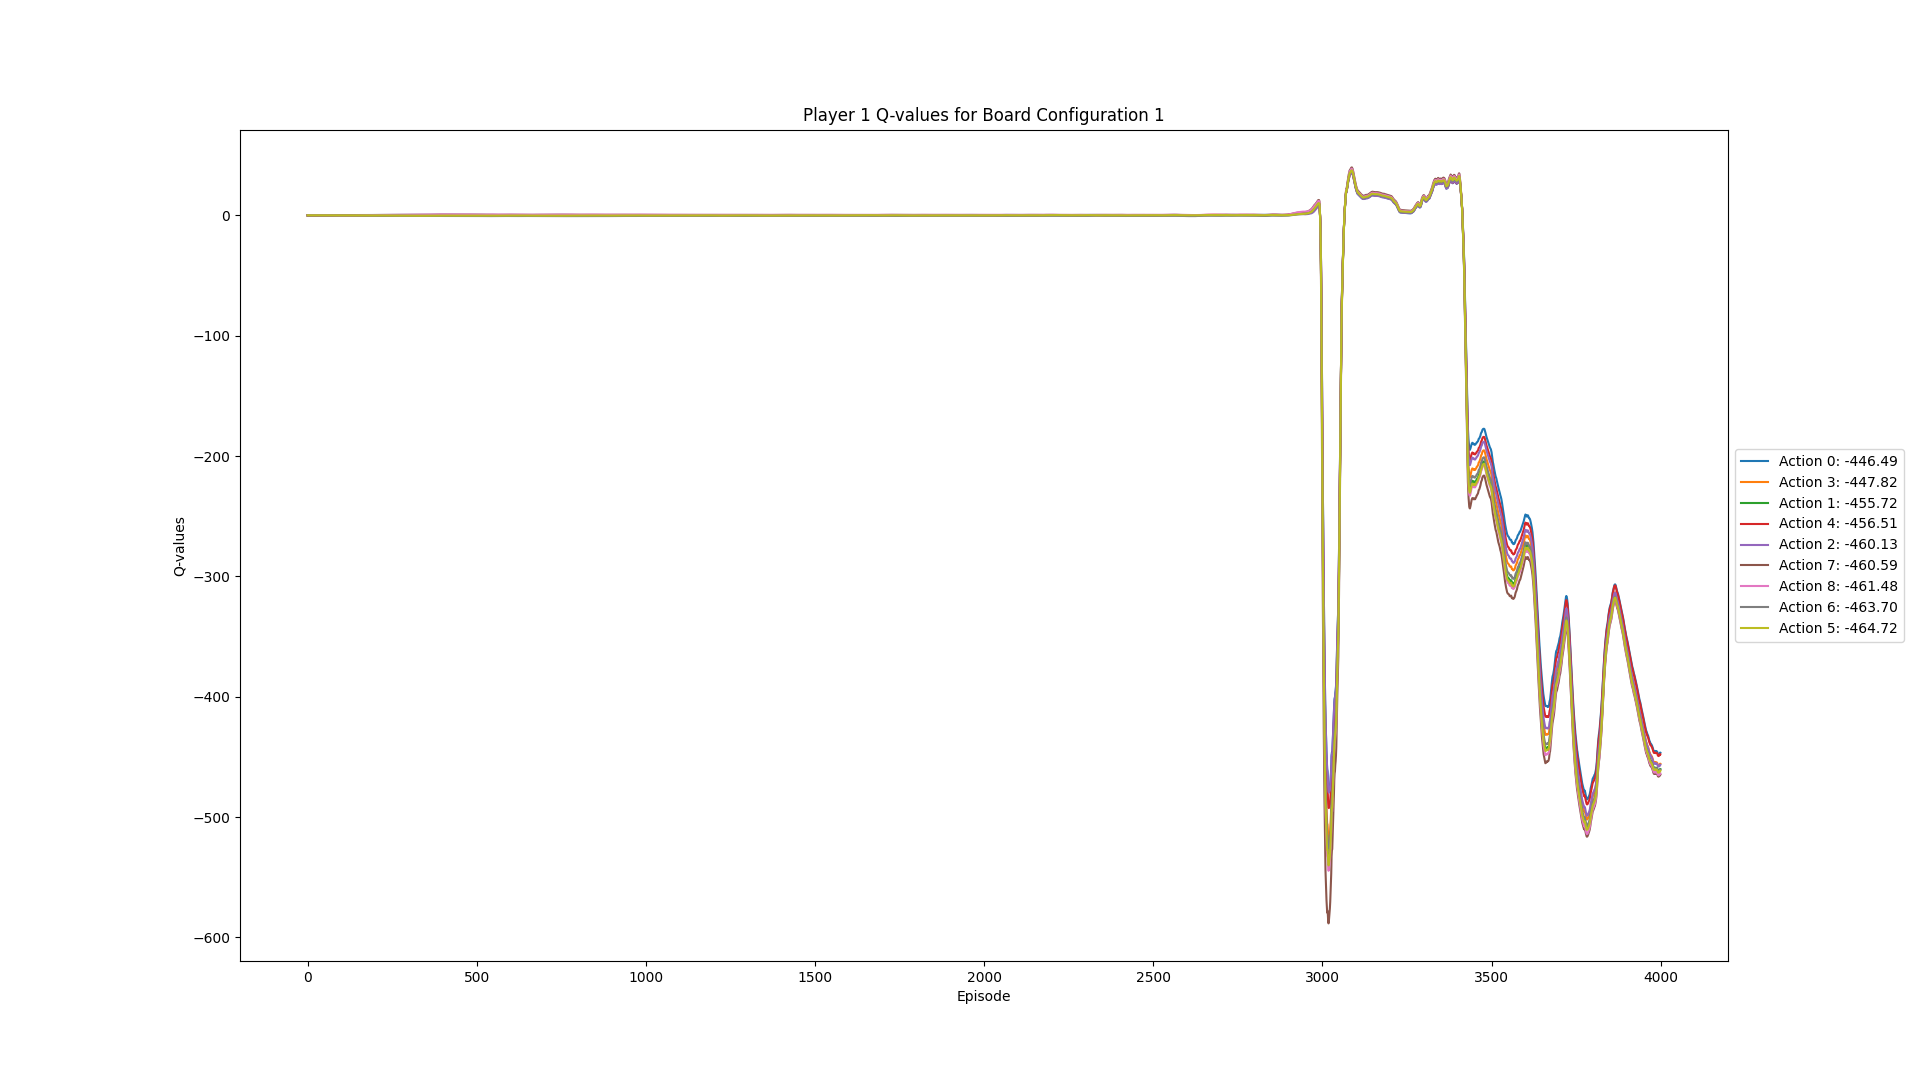 Player 1 Q-values for Board Configuration 1
Q-values
0
−100
−200
−300
−400
−500
−600
0 500 1000 1500 2000 2500 3000 3500 4000
Episode
Action 0: -446.49
Action 3: -447.82
Action 1: -455.72
Action 4: -456.51
Action 2: -460.13
Action 7: -460.59
Action 8: -461.48
Action 6: -463.70
Action 5: -464.72